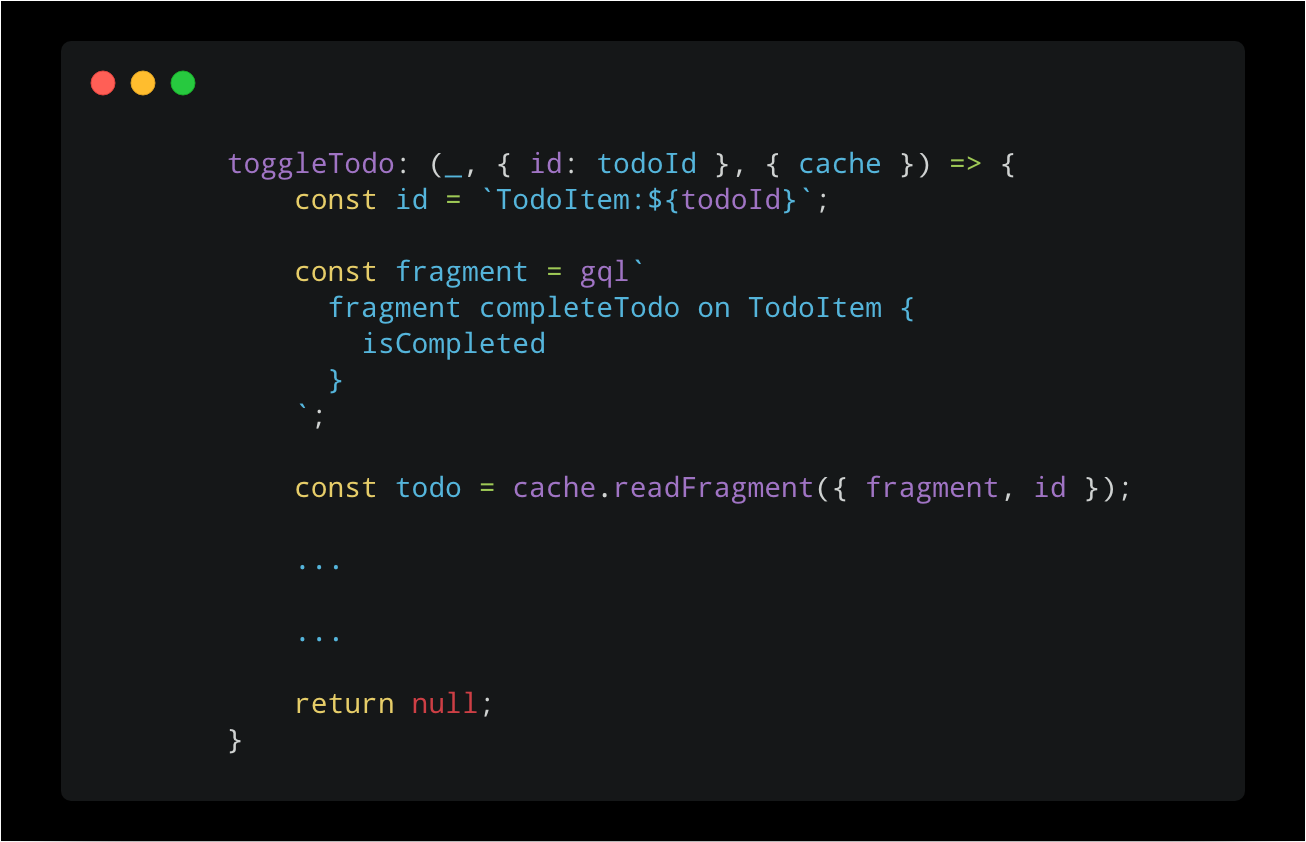 toggleTodo: (_, { id: todoId }, { cache }) => {
const id = `TodoItem:${todoId}`;
const fragment = gql`
fragment completeTodo on TodoItem {
isCompleted
}
`;
const todo = cache.readFragment({ fragment, id });
...
...
return null;
}